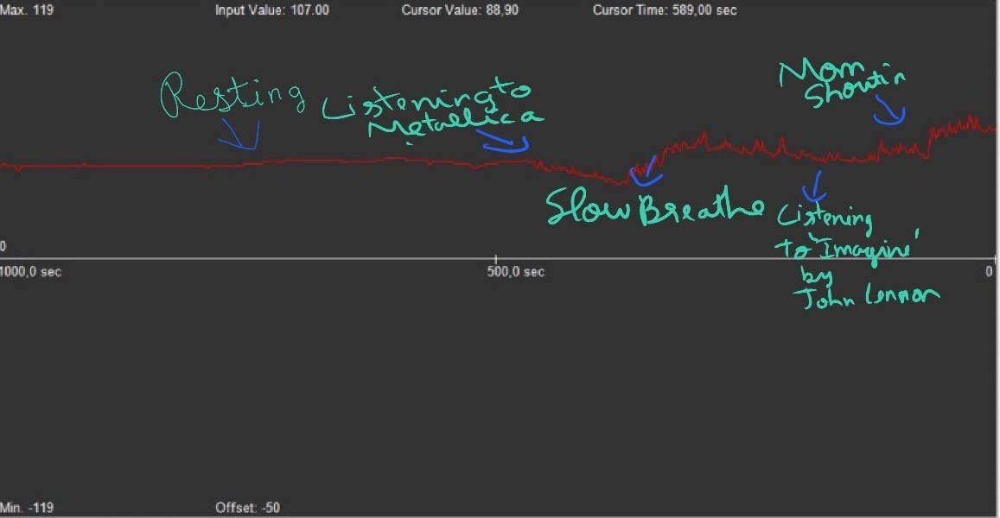 Max. 119 Input Value: 107.00 Cursor Value: 88,90 Cursor Time: 589,00 sec
Resting
Listening to
Metallica
Mom
Shoutin
Slow Breathe
Listening
to 'Imagine'
by
John Lennon
0
1000,0 sec 500,0 sec 0
Min. -119 Offset: -50